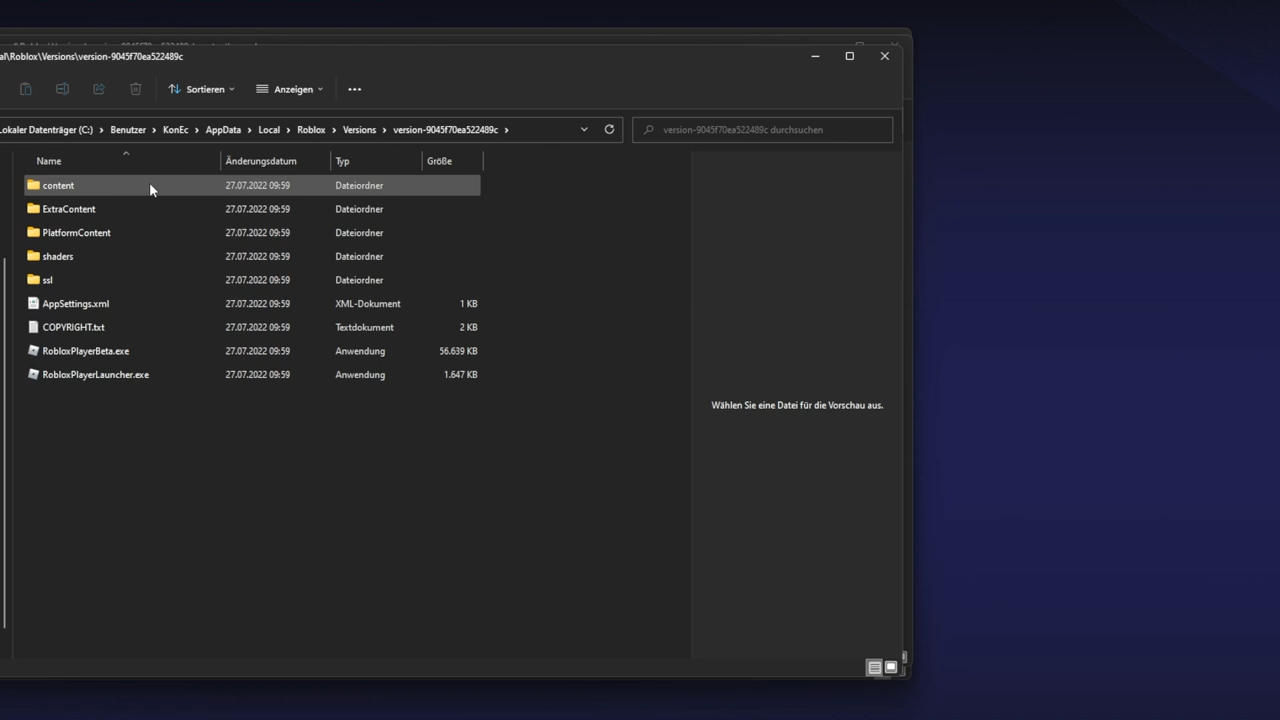 al\Roblox\Versions\version-9045f70ea522489c
Sortieren Anzeigen
Lokaler Datenträger (C:) Benutzer KonEc AppData Local Roblox Versions version-9045f70ea522489c version-9045f70ea522489c durchsuchen
Name Änderungsdatum Typ Größe
content 27.07.2022 09:59 Dateiordner
ExtraContent 27.07.2022 09:59 Dateiordner
PlatformContent 27.07.2022 09:59 Dateiordner
shaders 27.07.2022 09:59 Dateiordner
ssl 27.07.2022 09:59 Dateiordner
AppSettings.xml 27.07.2022 09:59 XML-Dokument 1 KB
COPYRIGHT.txt 27.07.2022 09:59 Textdokument 2 KB
RobloxPlayerBeta.exe 27.07.2022 09:59 Anwendung 56.639 KB
RobloxPlayerLauncher.exe 27.07.2022 09:59 Anwendung 1.647 KB
Wählen Sie eine Datei für die Vorschau aus.